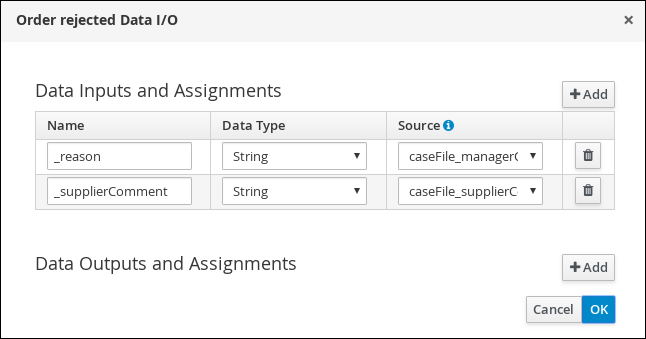 Order rejected Data I/O ×
Data Inputs and Assignments
+ Add
Name Data Type Source
_reason String caseFile_manager
_supplierComment String caseFile_supplierC
Data Outputs and Assignments
+ Add
Cancel OK